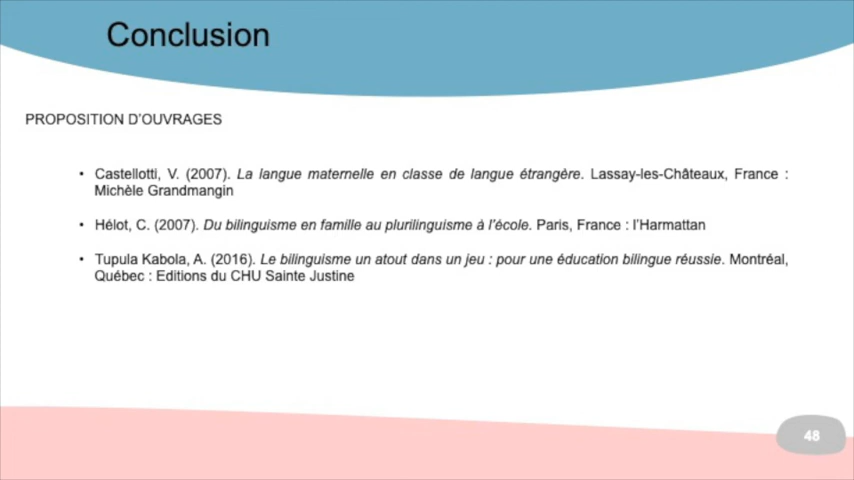 Conclusion
PROPOSITION D'OUVRAGES
• Castellotti, V. (2007). La langue maternelle en classe de langue étrangère. Lassay-les-Châteaux, France :
Michèle Grandmangin
• Hélot, C. (2007). Du bilinguisme en famille au plurilinguisme à l'école. Paris, France : l'Harmattan
• Tupula Kabola, A. (2016). Le bilinguisme un atout dans un jeu : pour une éducation bilingue réussie. Montréal,
Québec : Editions du CHU Sainte Justine
48